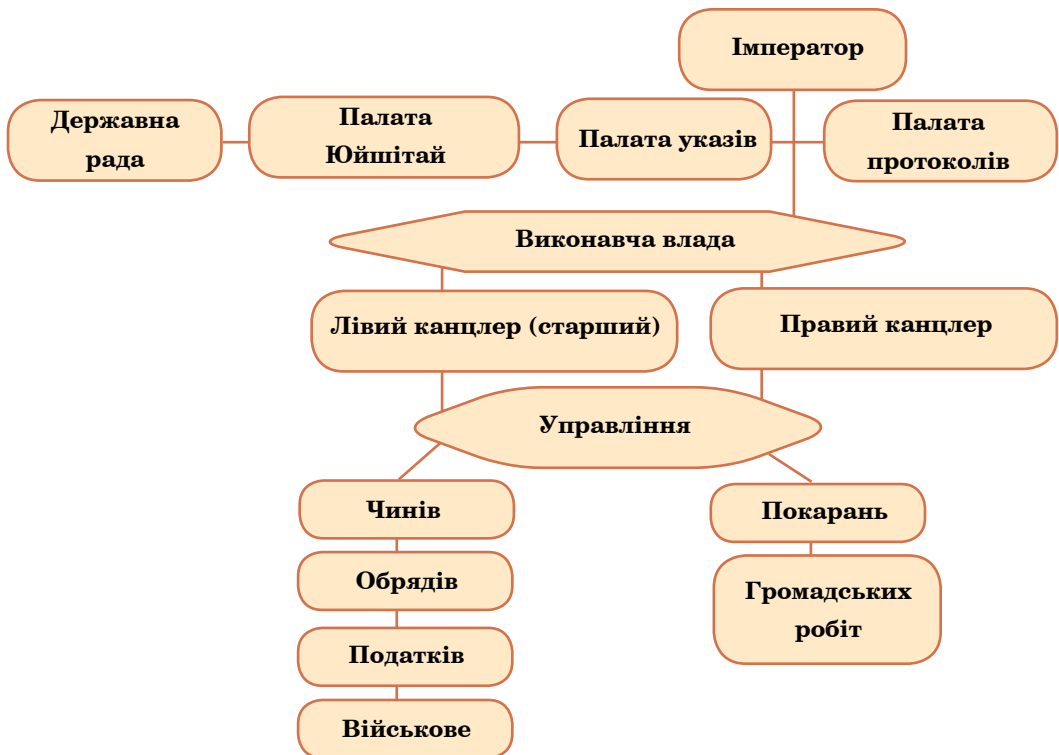 Імператор
Державна
рада
Палата
Юйшітай
Палата указів
Палата
протоколів
Виконавча влада
Лівий канцлер (старший)
Правий канцлер
Управління
Чинів
Обрядів
Податків
Військове
Покарань
Громадських
робіт